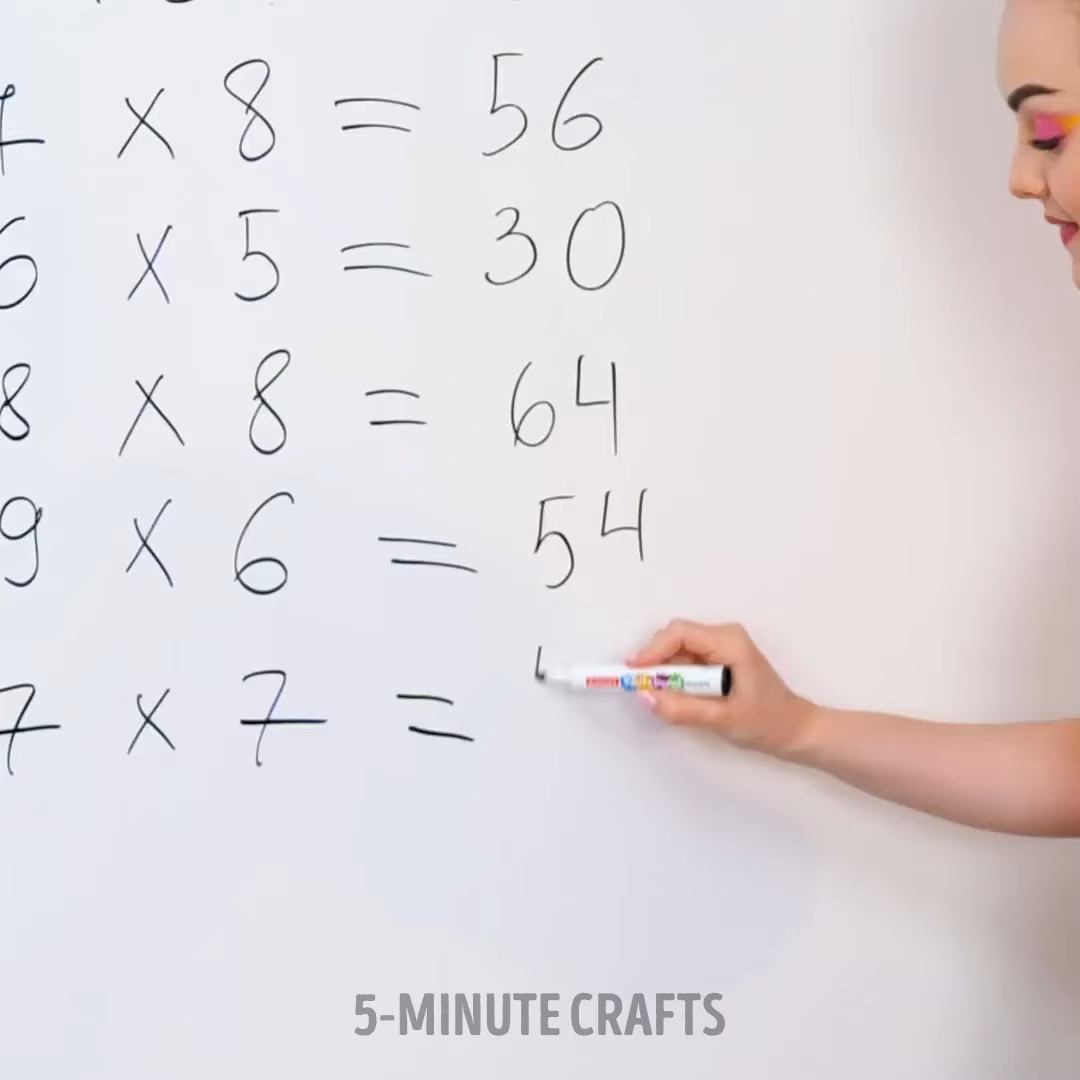 7 × 8 = 56
6 × 5 = 30
8 × 8 = 64
9 × 6 = 54
7 × 7 =
5-MINUTE CRAFTS